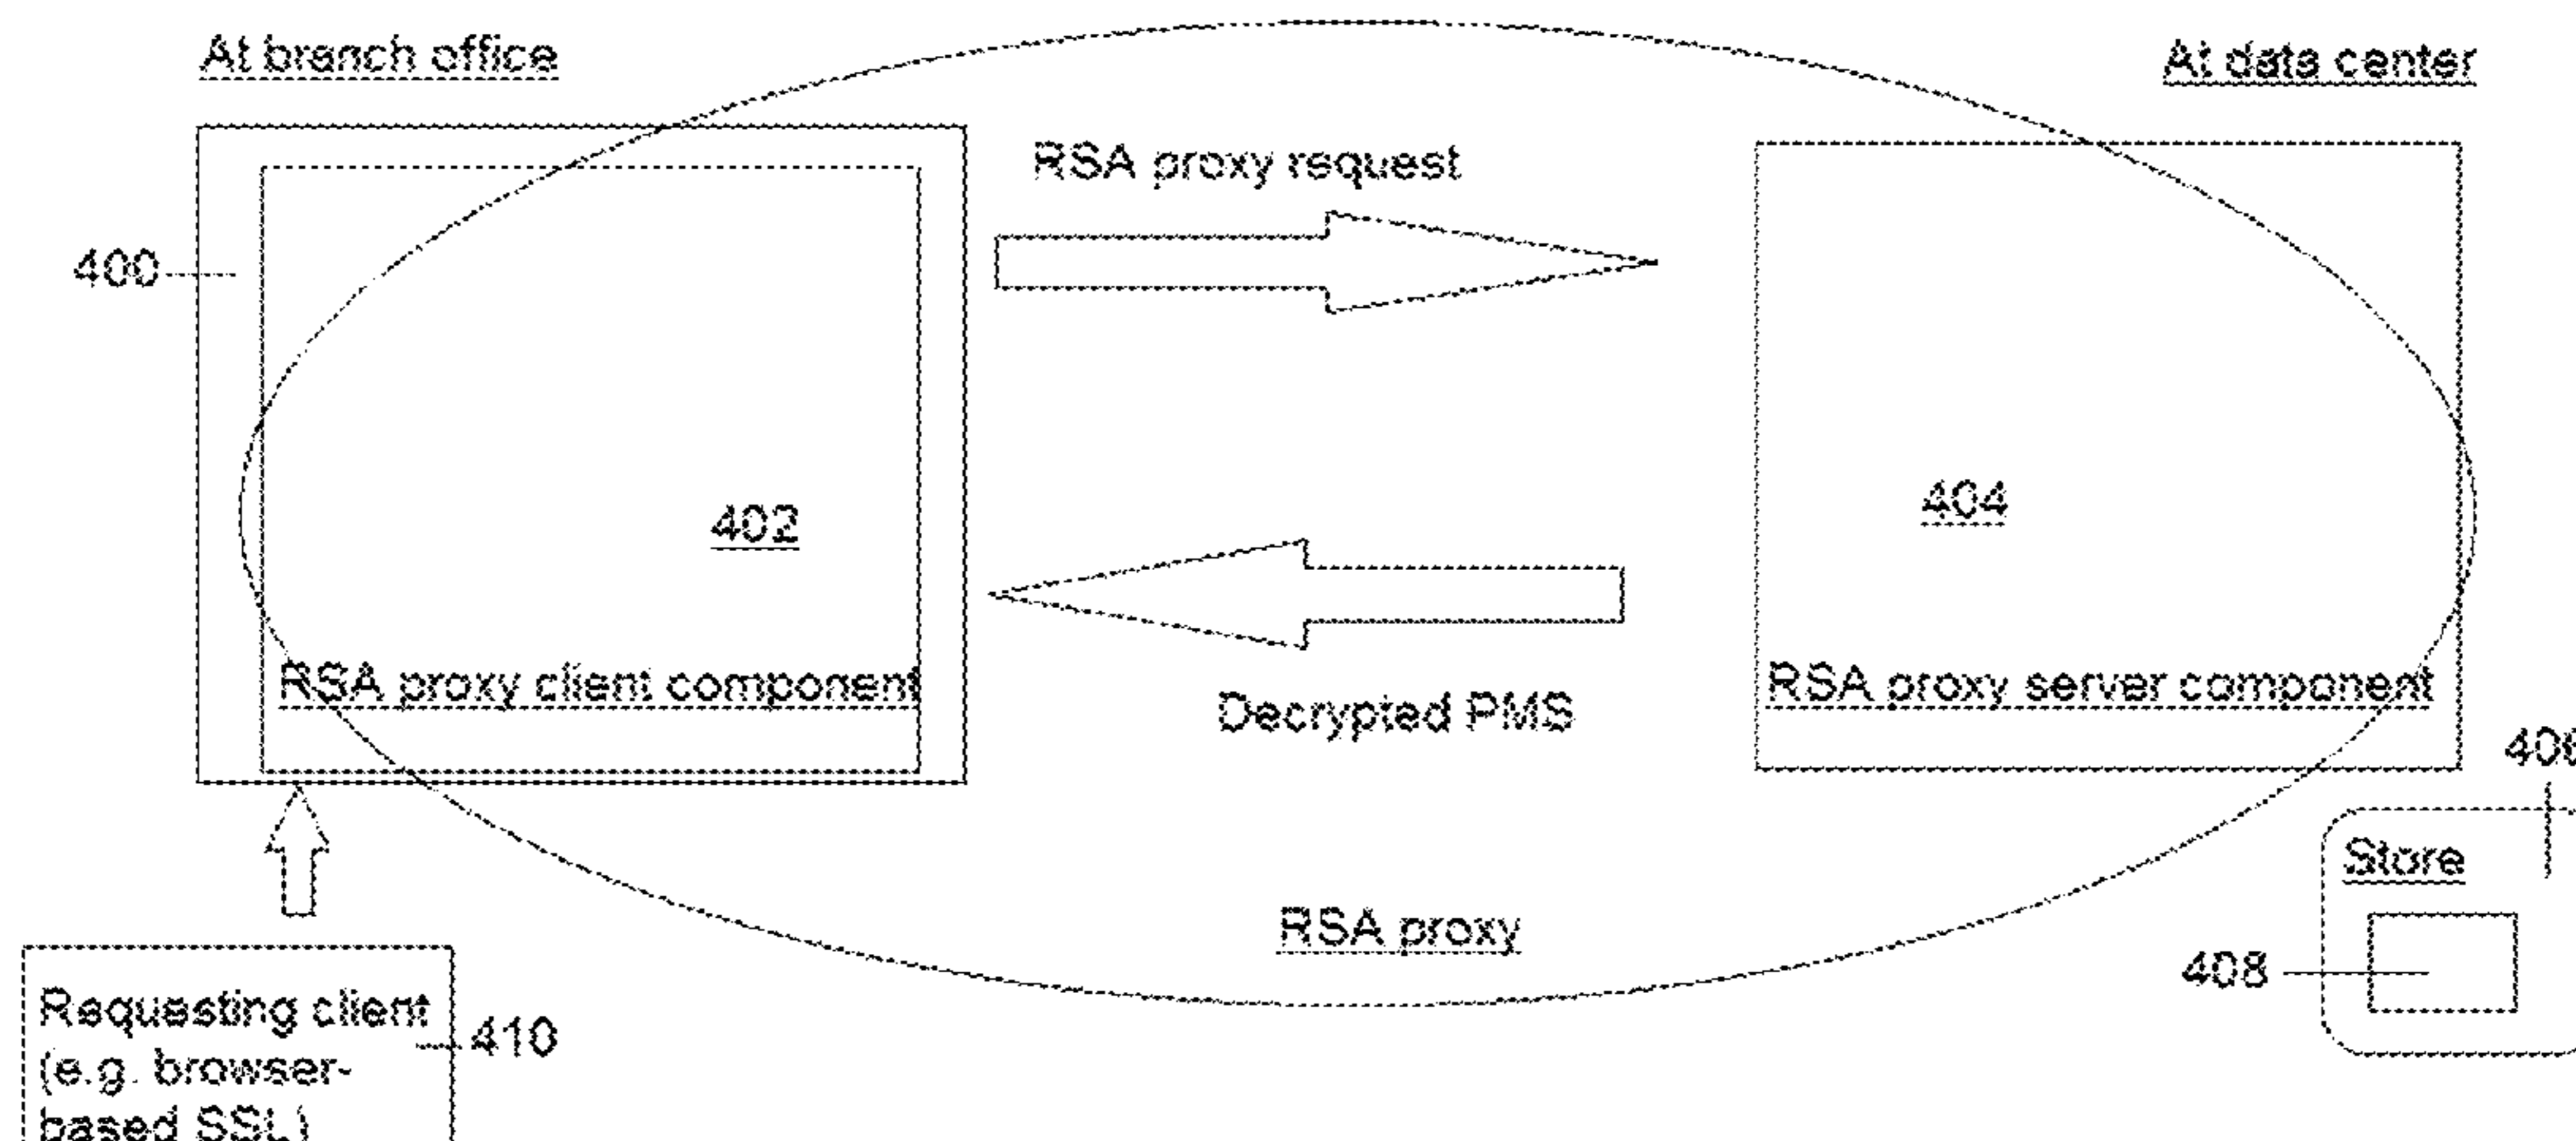 At branch office
At data center
RSA proxy request
400
402
404
RSA proxy client component
Decrypted PMS
RSA proxy server component
Store
RSA proxy
408
Requesting client
410
(e.g. browser-
based SSL)